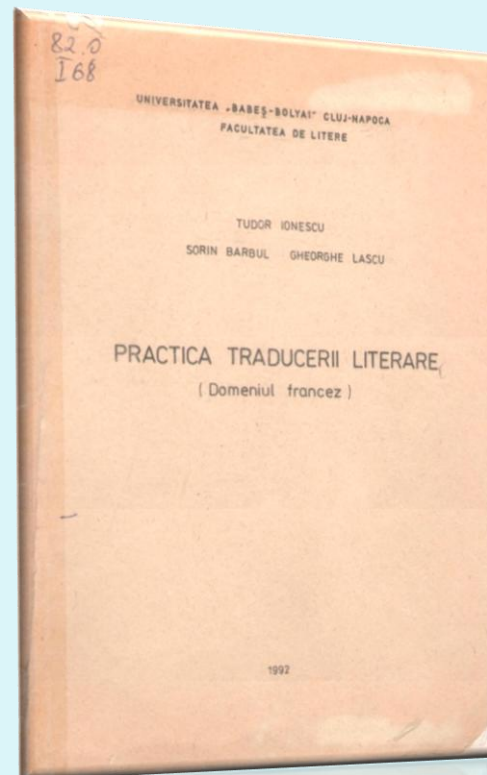 82.0
I68
UNIVERSITATEA „BABEŞ-BOLYAI" CLUJ-NAPOCA
FACULTATEA DE LITERE
TUDOR IONESCU
SORIN BARBUL GHEORGHE LASCU
PRACTICA TRADUCERII LITERARE
( Domeniul francez )
1992